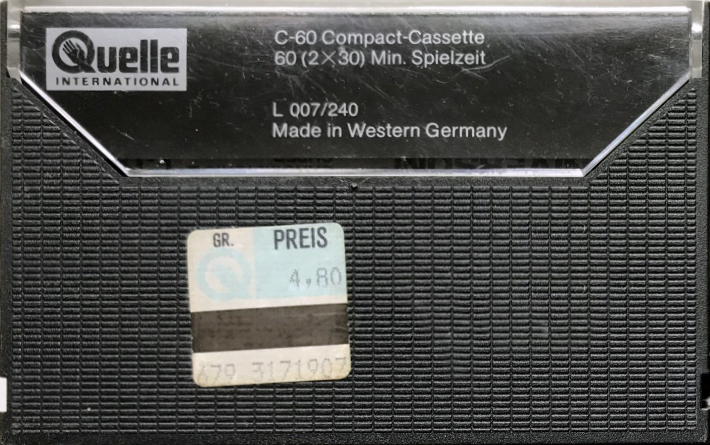 Quelle
INTERNATIONAL
C-60 Compact-Cassette
60 (2×30) Min. Spielzeit
L 007/240
Made in Western Germany
GR. PREIS
4,80
679 3171907